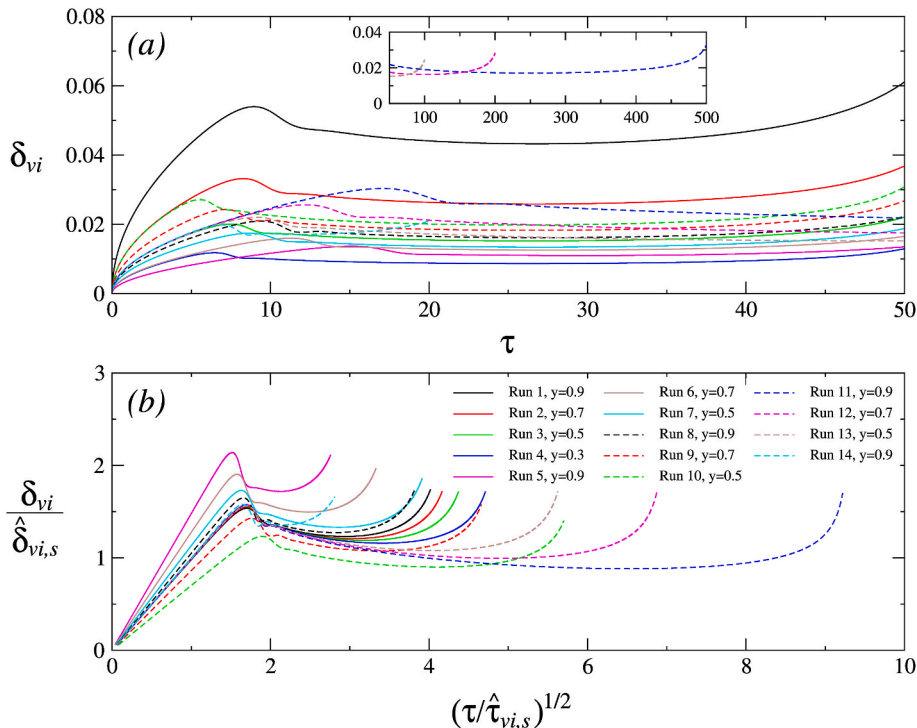 (a)
0.08
0.06
0.04
0.02
0
δvi
0.04
0.02
0
100 200 300 400 500
0 10 20 30 40 50
τ
(b)
3
2
1
0
δvi
δ̂vi,s
Run 1, y=0.9
Run 2, y=0.7
Run 3, y=0.5
Run 4, y=0.3
Run 5, y=0.9
Run 6, y=0.7
Run 7, y=0.5
Run 8, y=0.9
Run 9, y=0.7
Run 10, y=0.5
Run 11, y=0.9
Run 12, y=0.7
Run 13, y=0.5
Run 14, y=0.9
0 2 4 6 8 10
(τ/τ̂vi,s)1/2